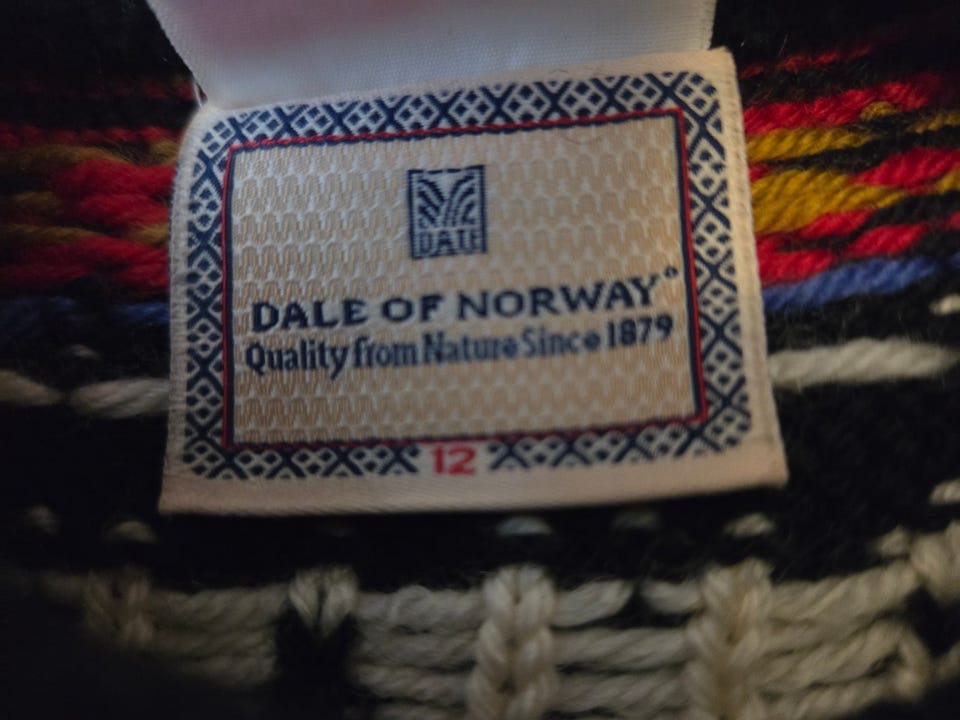 DALE
DALE OF NORWAY®
Quality from Nature Since 1879
12